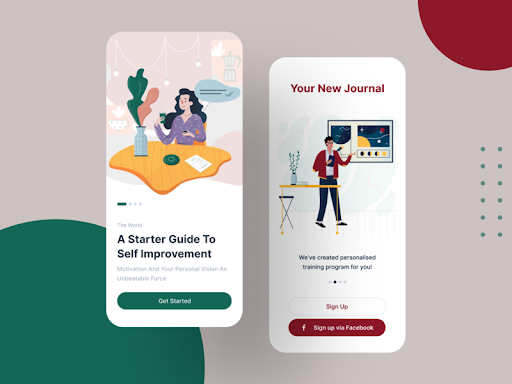 The World
A Starter Guide To
Self Improvement
Motivation And Your Personal Vision An
Unbeatable Force
Get Started
Your New Journal
We've created personalised
training program for you!
Sign Up
f Sign up via Facebook